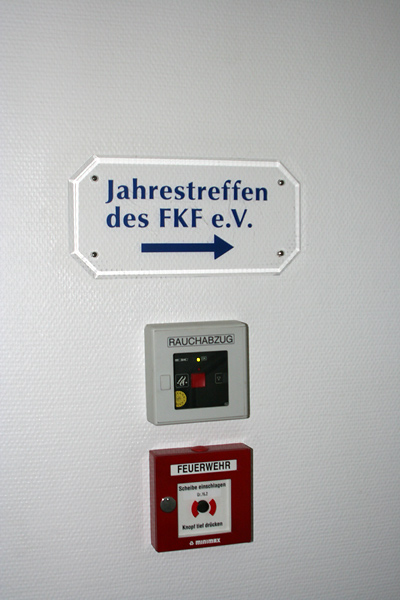 Jahrestreffen
des FKF e.V.
RAUCHABZUG
FEUERWEHR
Scheibe einschlagen
Knopf tief drücken
MINIMAX